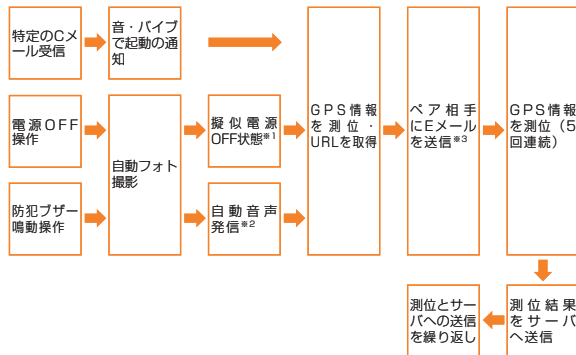 特定のCメ
ール受信
音・バイブ
で起動の通
知
電源OFF
操作
防犯ブザー
鳴動操作
自動フォト
撮影
擬似電源
OFF状態※1
自動音声
発信※2
GPS情報
を測位・
URLを取得
ペア相手
にEメール
を送信※3
GPS情報
を測位（5
回連続）
測位結果
をサーバ
へ送信
測位とサー
バへの送信
を繰り返し